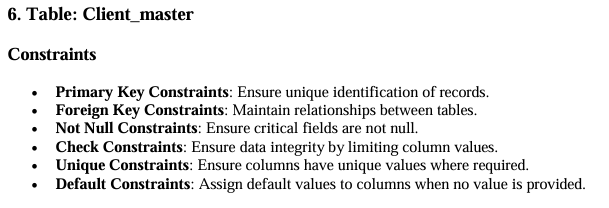 6. Table: Client_master
Constraints
• Primary Key Constraints: Ensure unique identification of records.
• Foreign Key Constraints: Maintain relationships between tables.
• Not Null Constraints: Ensure critical fields are not null.
• Check Constraints: Ensure data integrity by limiting column values.
• Unique Constraints: Ensure columns have unique values where required.
• Default Constraints: Assign default values to columns when no value is provided.